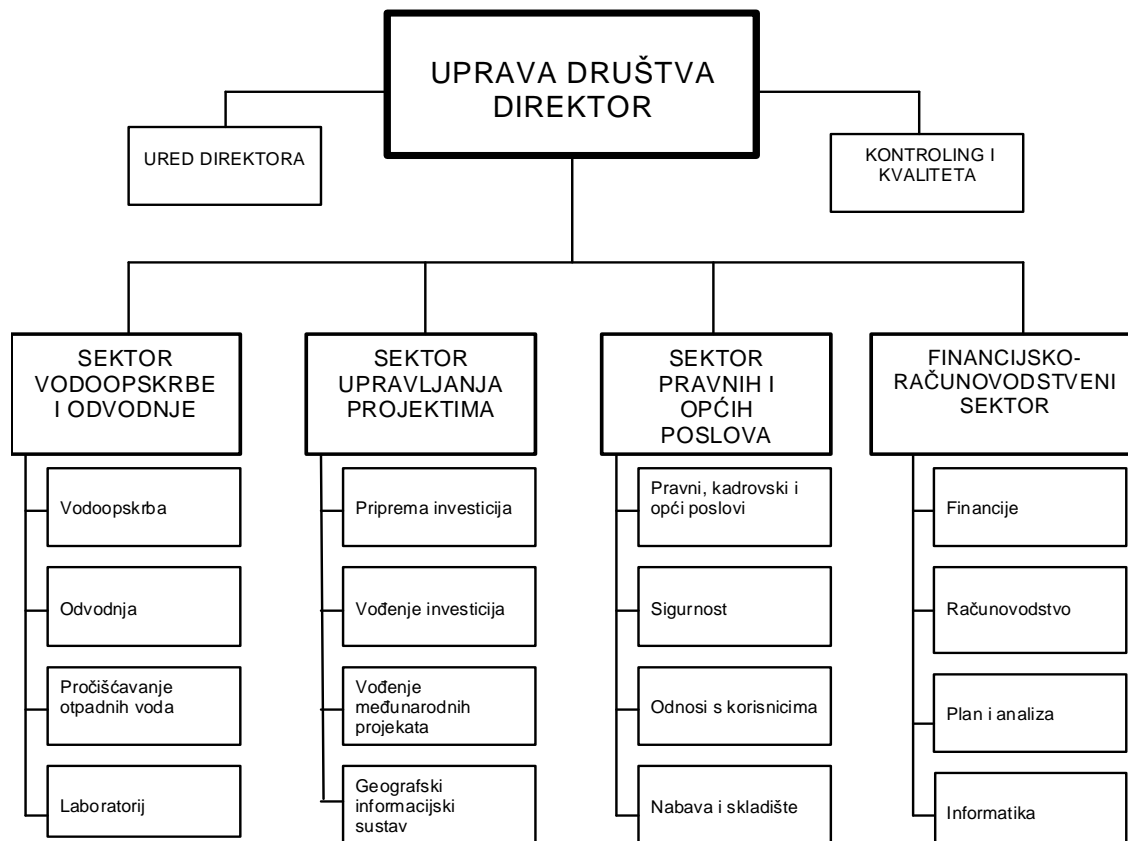 UPRAVA DRUŠTVA
DIREKTOR
URED DIREKTORA
KONTROLING I
KVALITETA
SEKTOR
VODOOPSKRBE
I ODVODNJE
SEKTOR
UPRAVLJANJA
PROJEKTIMA
SEKTOR
PRAVNIH I
OPĆIH
POSLOVA
FINANCIJSKO-
RAČUNOVODSTVENI
SEKTOR
Vodoopskrba
Odvodnja
Pročišćavanje
otpadnih voda
Laboratorij
Priprema investicija
Vođenje investicija
Vođenje
međunarodnih
projekata
Geografski
informacijski
sustav
Pravni, kadrovski i
opći poslovi
Sigurnost
Odnosi s korisnicima
Nabava i skladište
Financije
Računovodstvo
Plan i analiza
Informatika